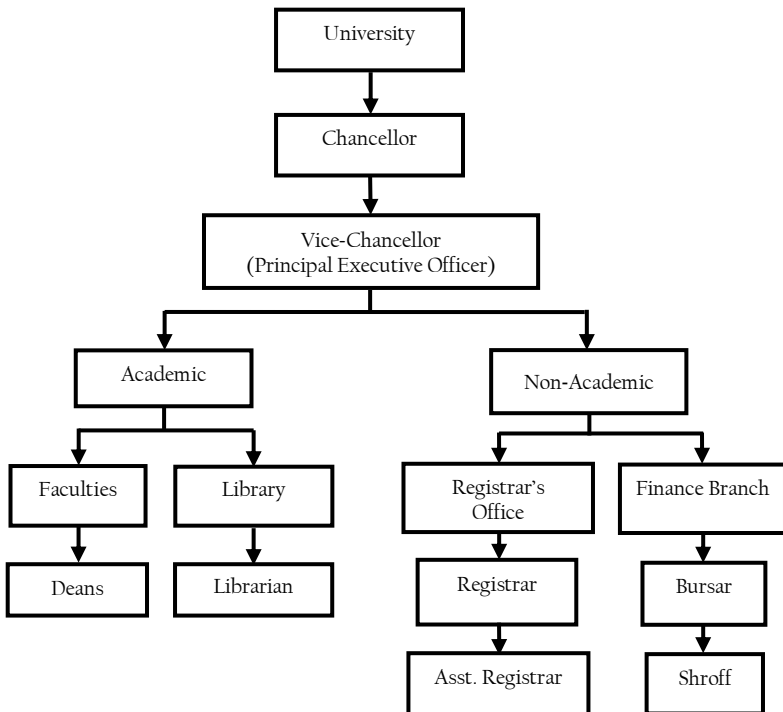 University
Chancellor
Vice-Chancellor
(Principal Executive Officer)
Academic
Non-Academic
Faculties
Library
Registrar’s
Office
Finance Branch
Deans
Librarian
Registrar
Bursar
Asst. Registrar
Shroff